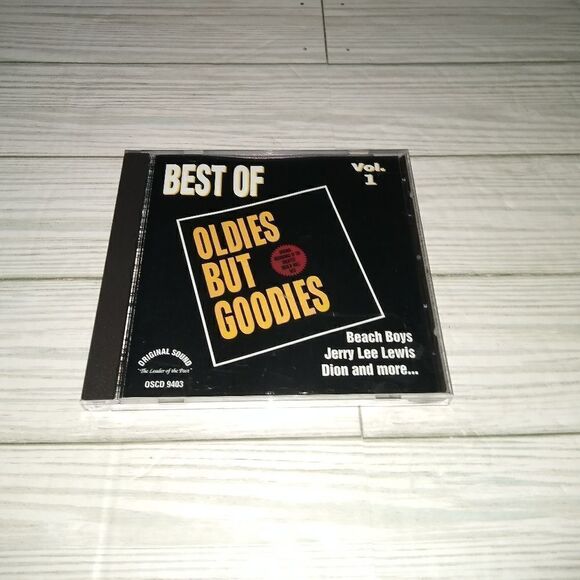 BEST OF
Vol.
1
OLDIES
BUT
GOODIES
Beach Boys
Jerry Lee Lewis
Dion and more...
ORIGINAL SOUND
"The Leader of the Past"
OSCD 9403